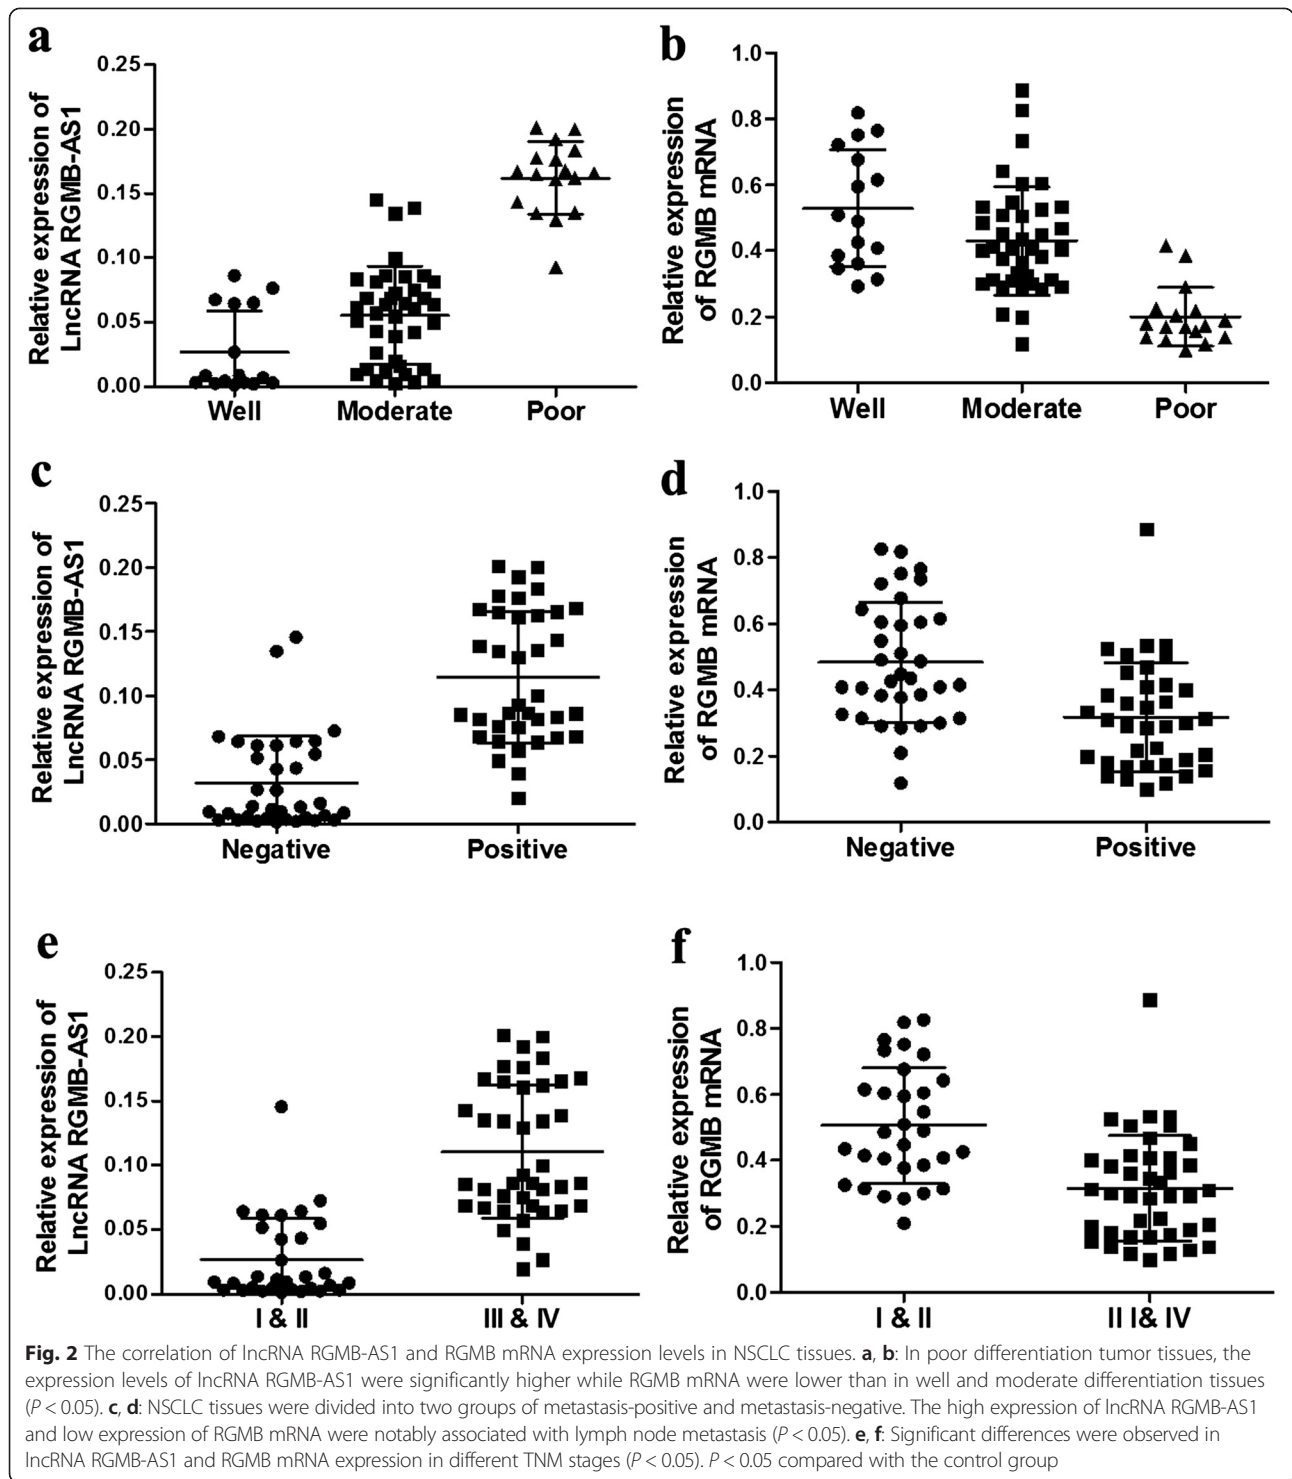 a
0.25
0.20
0.15
0.10
0.05
0.00
Relative expression of
LncRNA RGMB-AS1
Well
Moderate
Poor
b
1.0
0.8
0.6
0.4
0.2
0.0
Relative expression
of RGMB mRNA
Well
Moderate
Poor
c
0.25
0.20
0.15
0.10
0.05
0.00
Relative expression of
LncRNA RGMB-AS1
Negative
Positive
d
1.0
0.8
0.6
0.4
0.2
0.0
Relative expression
of RGMB mRNA
Negative
Positive
e
0.25
0.20
0.15
0.10
0.05
0.00
Relative expression of
LncRNA RGMB-AS1
I & II
III & IV
f
1.0
0.8
0.6
0.4
0.2
0.0
Relative expression
of RGMB mRNA
I & II
II I& IV
Fig. 2 The correlation of lncRNA RGMB-AS1 and RGMB mRNA expression levels in NSCLC tissues. a, b: In poor differentiation tumor tissues, the
expression levels of lncRNA RGMB-AS1 were significantly higher while RGMB mRNA were lower than in well and moderate differentiation tissues
(P < 0.05). c, d: NSCLC tissues were divided into two groups of metastasis-positive and metastasis-negative. The high expression of lncRNA RGMB-AS1
and low expression of RGMB mRNA were notably associated with lymph node metastasis (P < 0.05). e, f: Significant differences were observed in
lncRNA RGMB-AS1 and RGMB mRNA expression in different TNM stages (P < 0.05). P < 0.05 compared with the control group